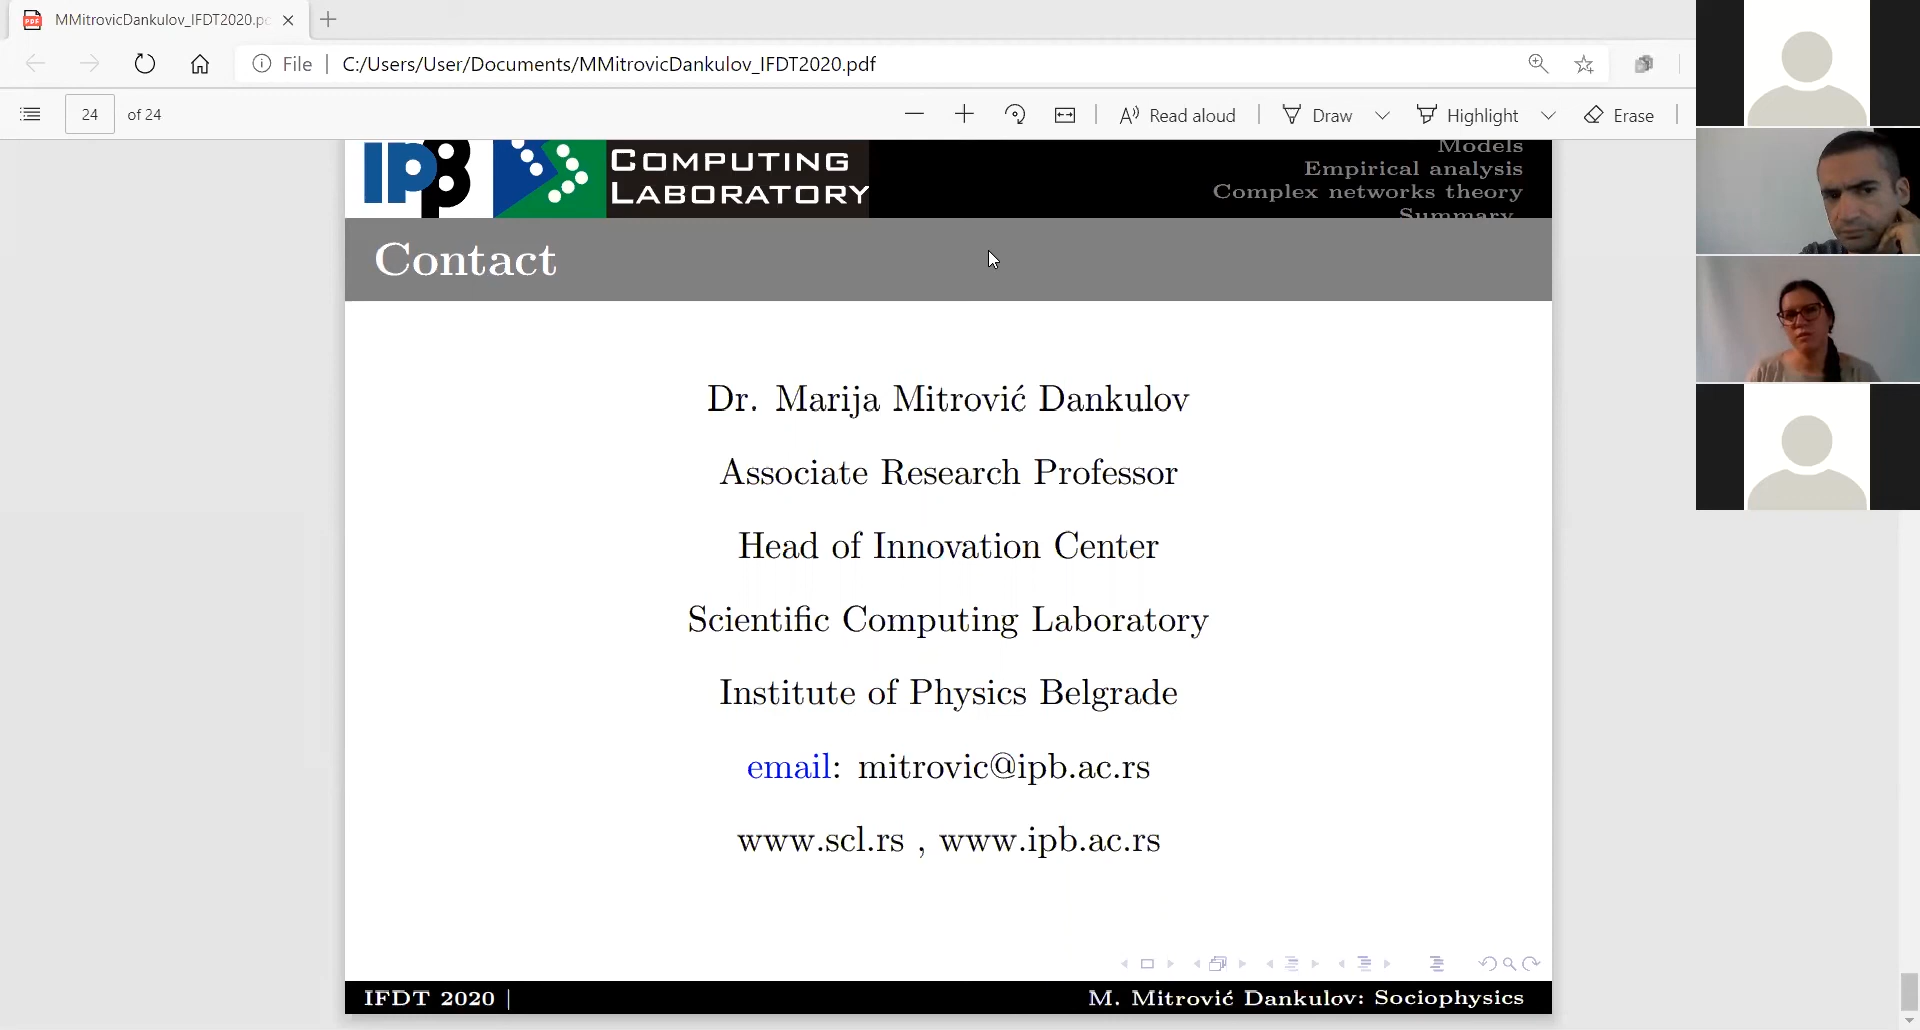 MMitrovicDankulov_IFDT2020.pd
File | C:/Users/User/Documents/MMitrovicDankulov_IFDT2020.pdf
24 of 24
Read aloud
Draw
Highlight
Erase
IPB
COMPUTING
LABORATORY
Models
Empirical analysis
Complex networks theory
Summary
Contact
Dr. Marija Mitrović Dankulov
Associate Research Professor
Head of Innovation Center
Scientific Computing Laboratory
Institute of Physics Belgrade
email: mitrovic@ipb.ac.rs
www.scl.rs , www.ipb.ac.rs
IFDT 2020 |
M. Mitrović Dankulov: Sociophysics